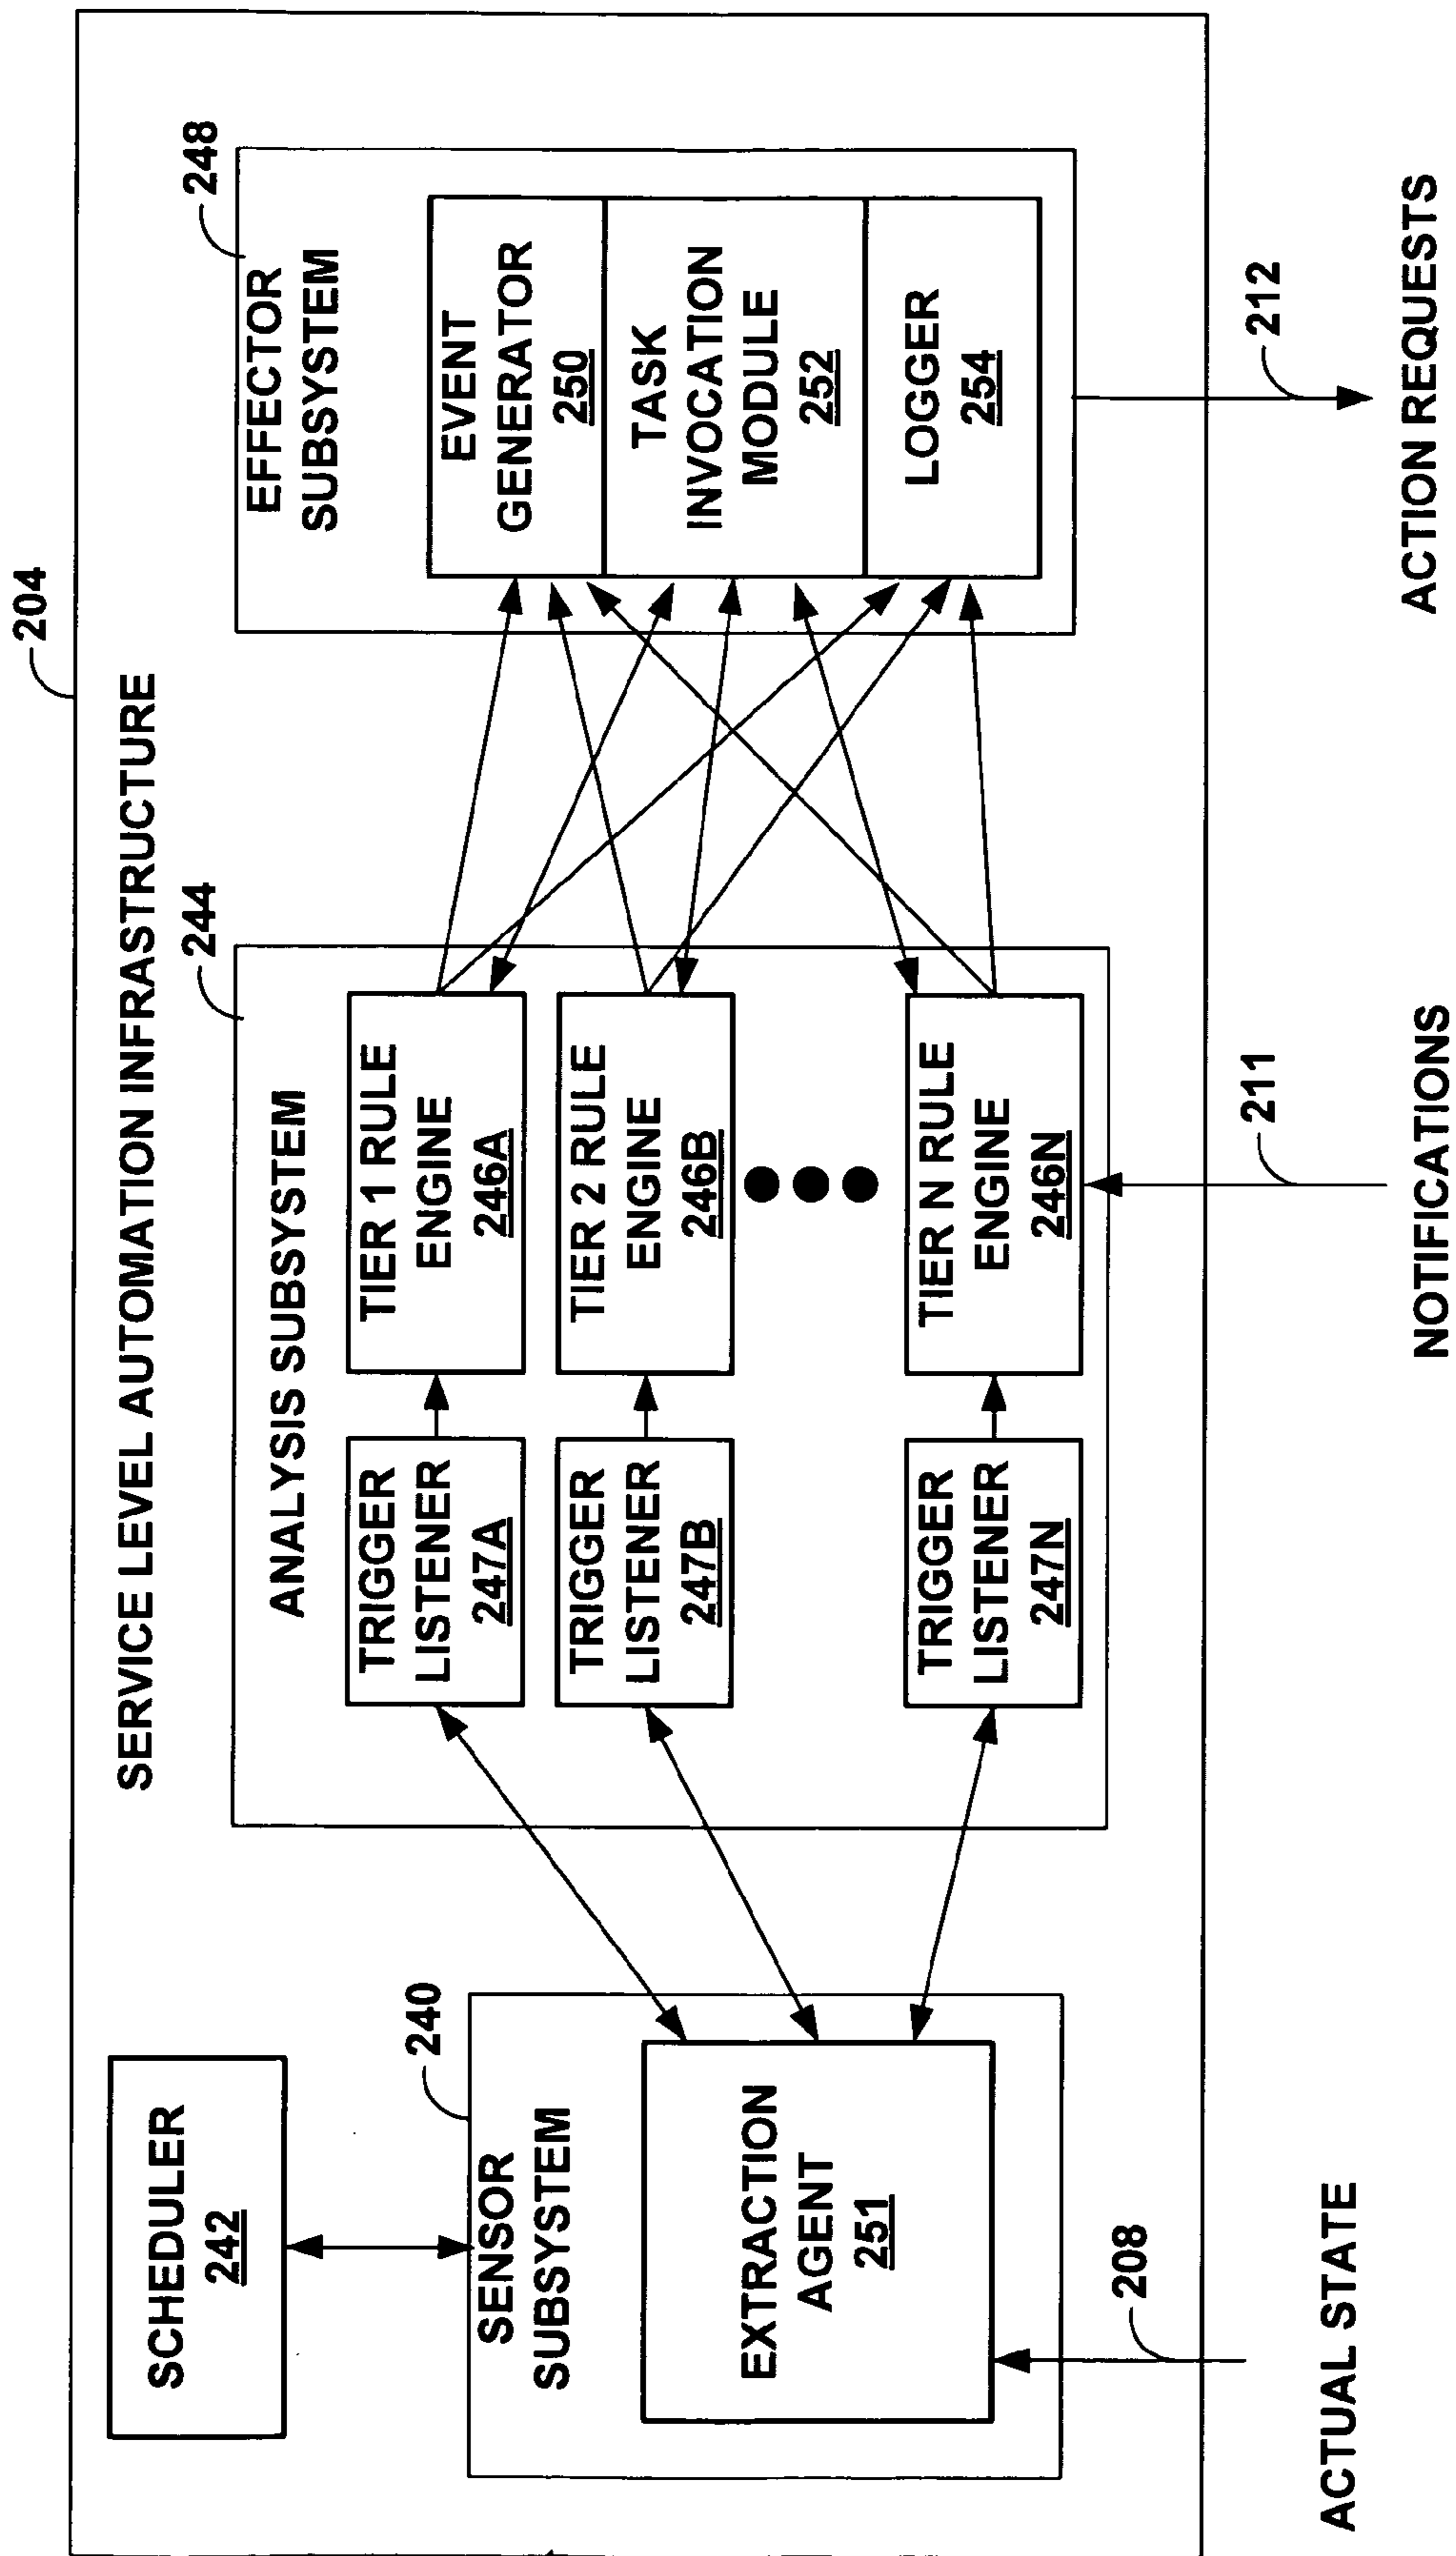 204
SERVICE LEVEL AUTOMATION INFRASTRUCTURE
SCHEDULER
242
240
SENSOR
SUBSYSTEM
EXTRACTION
AGENT
251
244
ANALYSIS SUBSYSTEM
TRIGGER
LISTENER
247A
TIER 1 RULE
ENGINE
246A
TRIGGER
LISTENER
247B
TIER 2 RULE
ENGINE
246B
TRIGGER
LISTENER
247N
TIER N RULE
ENGINE
246N
248
EFFECTOR
SUBSYSTEM
EVENT
GENERATOR
250
TASK
INVOCATION
MODULE
252
LOGGER
254
208
ACTUAL STATE
211
NOTIFICATIONS
212
ACTION REQUESTS